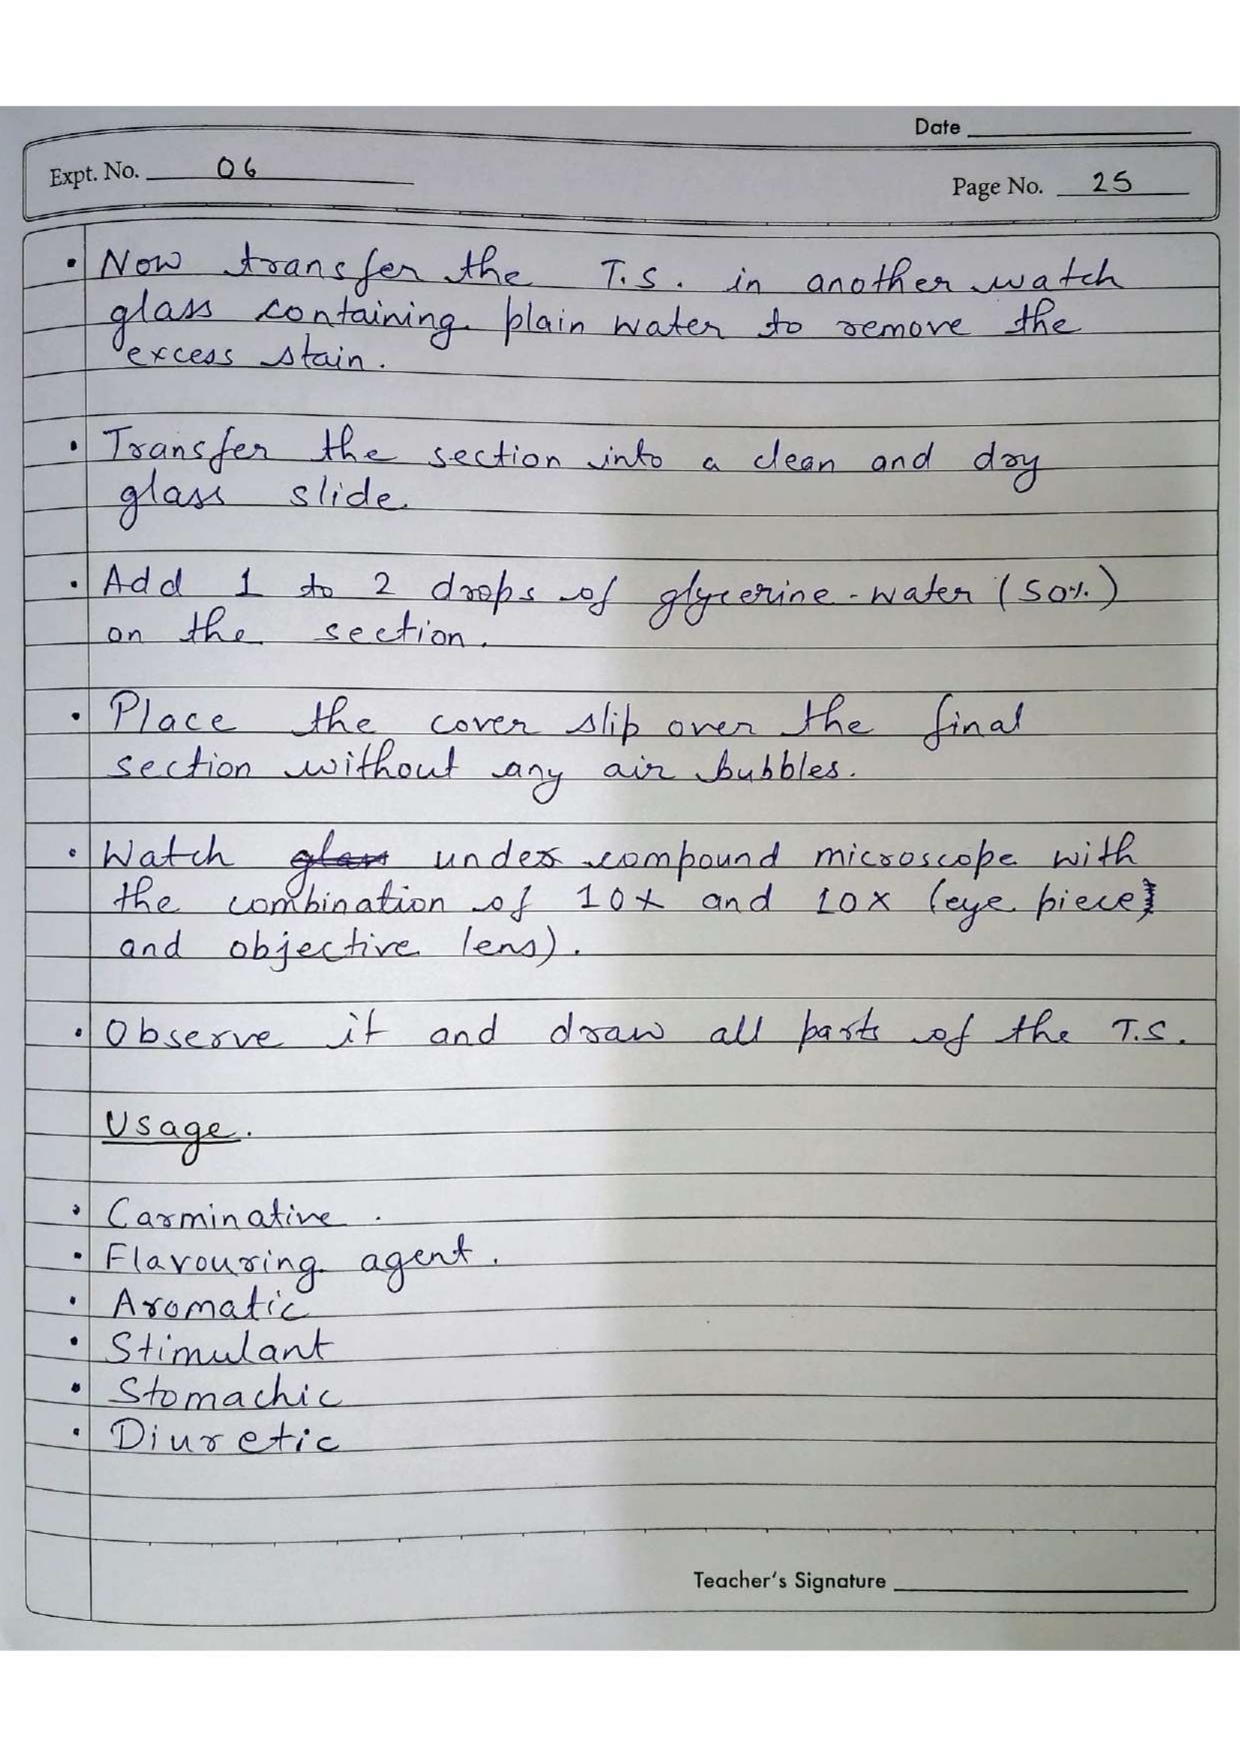 Date
Expt. No. 06
Page No. 25
• Now transfer the T.S. in another watch
glass containing plain water to remove the
excess stain.
• Transfer the section into a clean and dry
glass slide.
• Add 1 to 2 drops of glycerine-water (50%)
on the section.
• Place the cover slip over the final
section without any air bubbles.
• Watch glass under compound microscope with
the combination of 10x and 10x (eye piece
and objective lens).
• Observe it and draw all parts of the T.S.
Usage.
• Carminative.
• Flavouring agent.
• Aromatic
• Stimulant
• Stomachic
• Diuretic
Teacher's Signature